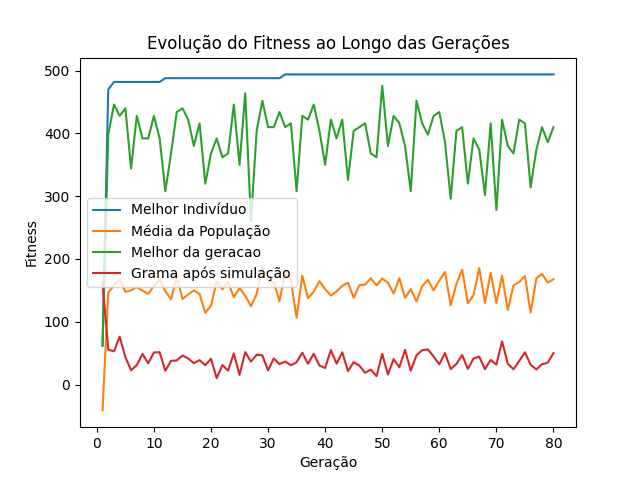 Evolução do Fitness ao Longo das Gerações
500
400
300
200
100
0
Fitness
Melhor Indivíduo
Média da População
Melhor da geracao
Grama após simulação
0 10 20 30 40 50 60 70 80
Geração